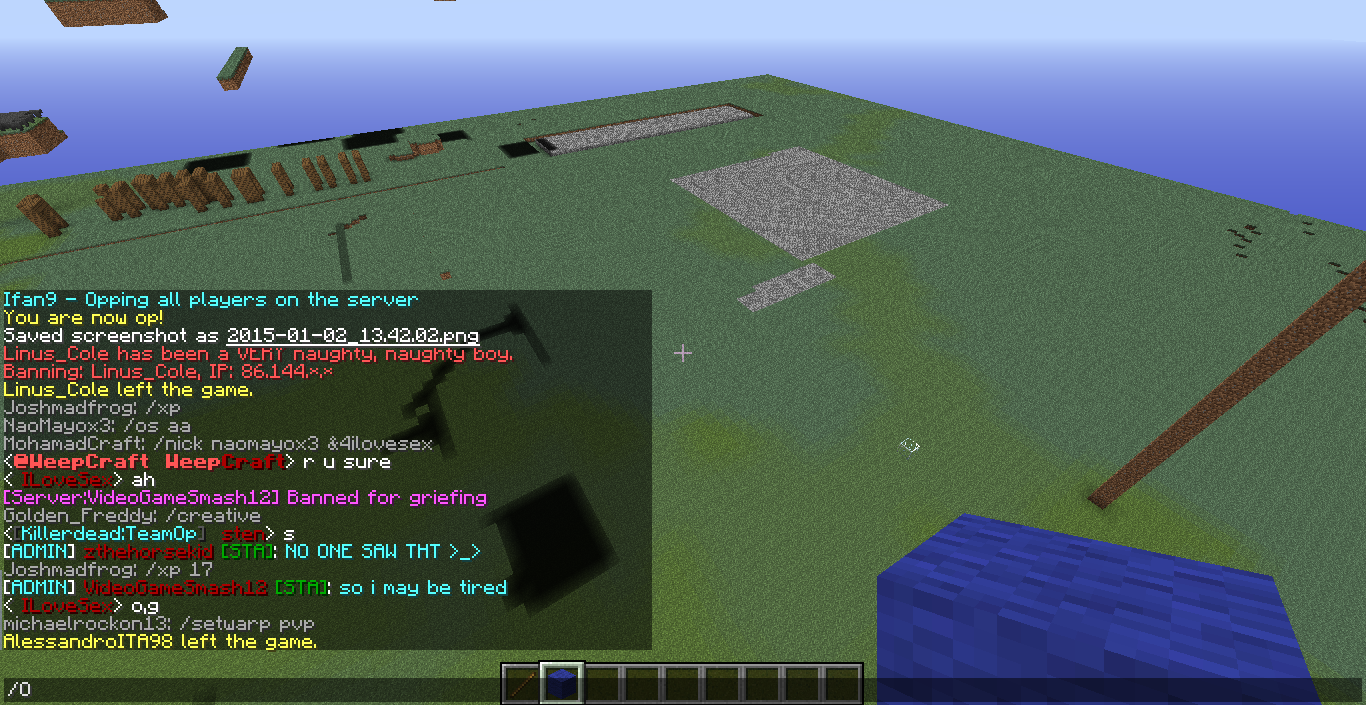 Ifan9 - Opping all players on the server
You are now op!
Saved screenshot as 2015-01-02_13.42.02.png
Linus_Cole has been a VERY naughty, naughty boy.
Banning: Linus_Cole, IP: 86.144.*.*
Linus_Cole left the game.
Joshmadfrog: /xp
NaoMayox3: /os aa
MohamadCraft: /nick naomayox3 &4ilovesex
<@WeepCraft WeepCraft> r u sure
< ILoveSex> ah
[Server:VideoGameSmash12] Banned for griefing
Golden_Freddy: /creative
<[Killerdead:TeamOp] sten> s
[ADMIN] zthehorsekid [STA]: NO ONE SAW THT >_>
Joshmadfrog: /xp 17
[ADMIN] VideoGameSmash12 [STA]: so i may be tired
< ILoveSex> o,g
michaelrockon13: /setwarp pvp
AlessandroITA98 left the game.
/O